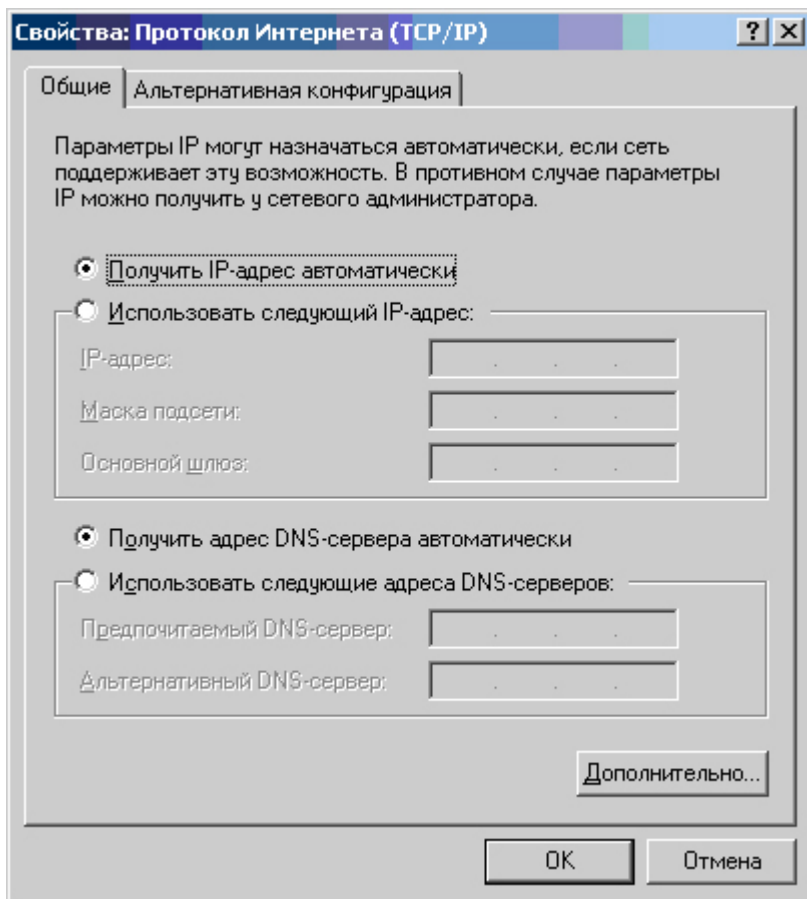 Свойства: Протокол Интернета (TCP/IP)
Общие
Альтернативная конфигурация
Параметры IP могут назначаться автоматически, если сеть
поддерживает эту возможность. В противном случае параметры
IP можно получить у сетевого администратора.
Получить IP-адрес автоматически
Использовать следующий IP-адрес:
IP-адрес:
Маска подсети:
Основной шлюз:
Получить адрес DNS-сервера автоматически
Использовать следующие адреса DNS-серверов:
Предпочитаемый DNS-сервер:
Альтернативный DNS-сервер:
Дополнительно...
OK
Отмена